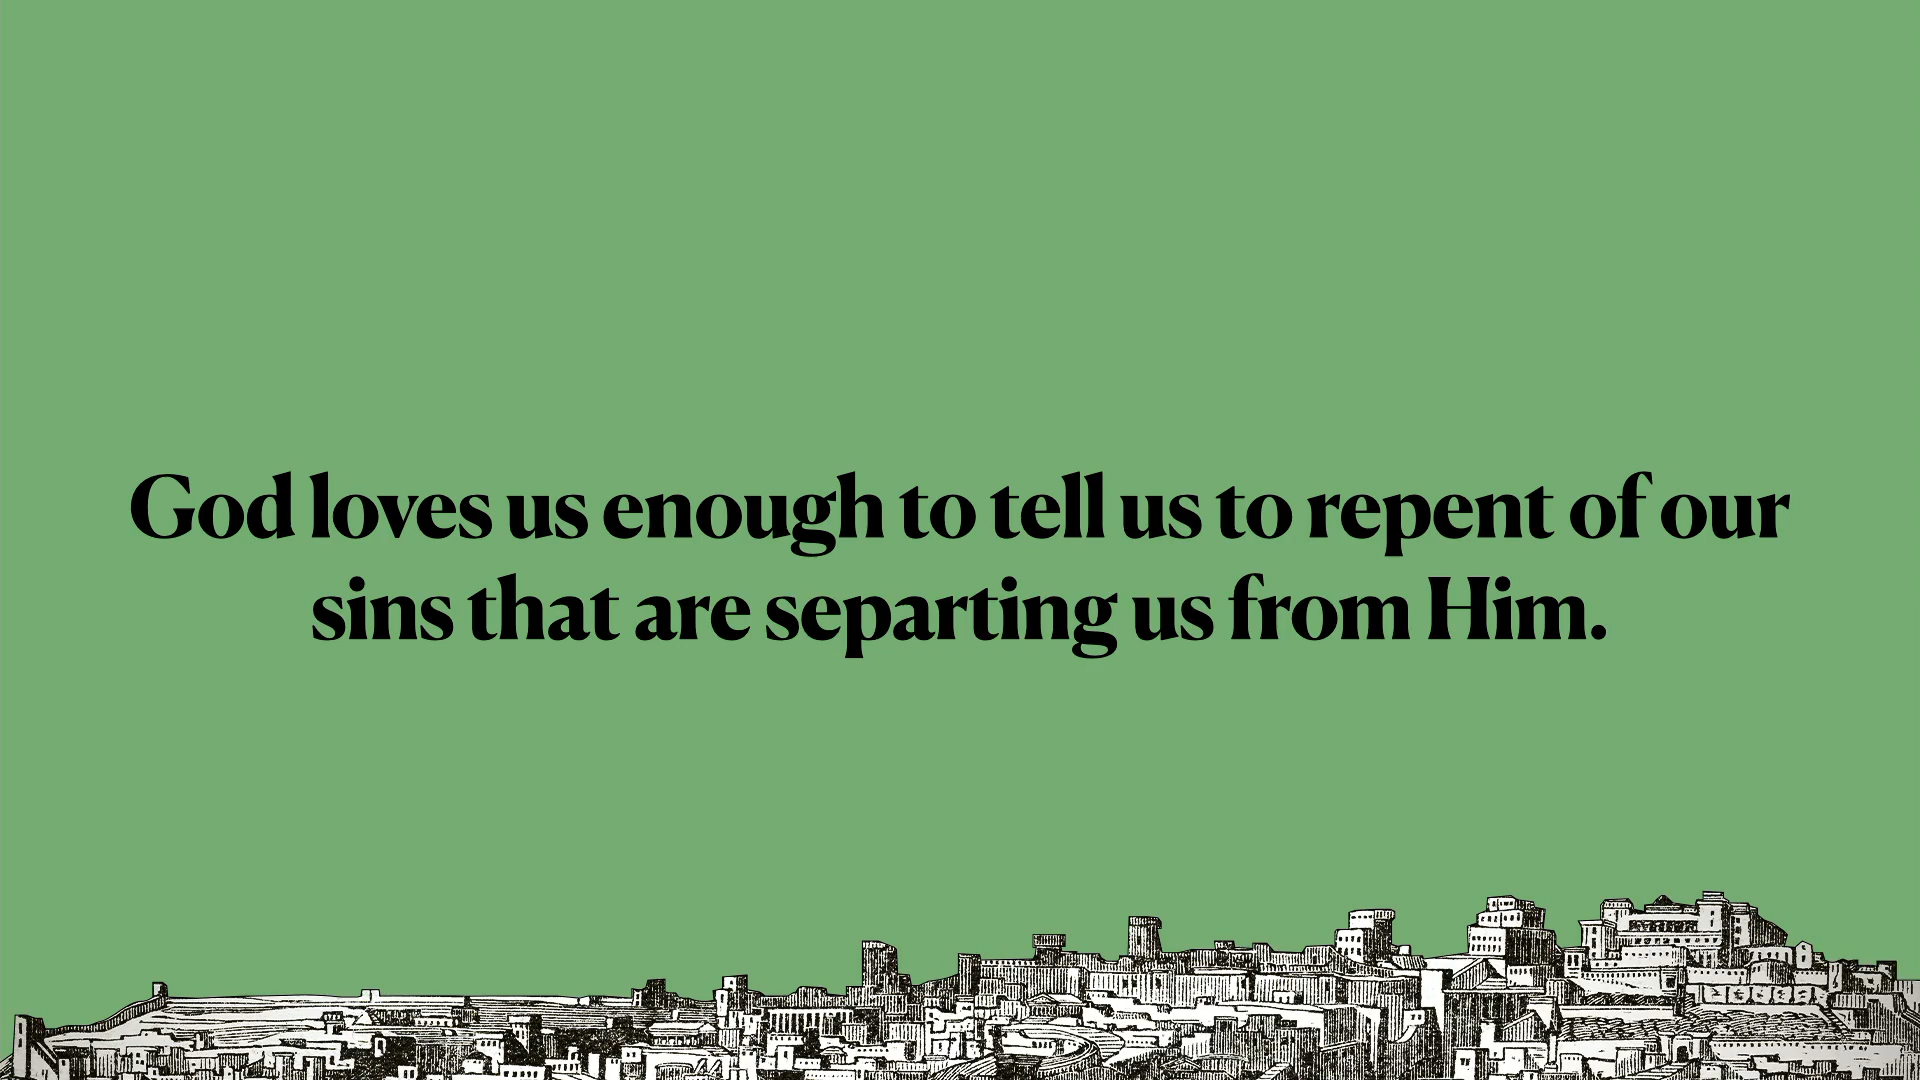 God loves us enough to tell us to repent of our
sins that are separting us from Him.